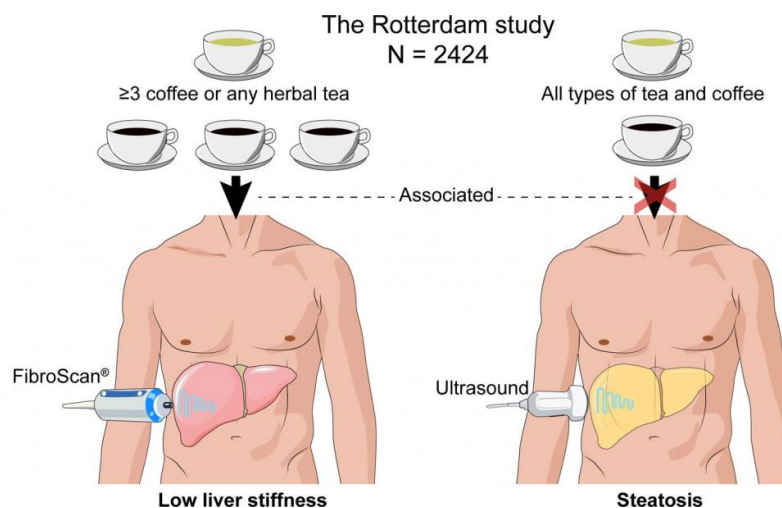 The Rotterdam study
N = 2424
≥3 coffee or any herbal tea
All types of tea and coffee
Associated
FibroScan®
Ultrasound
Low liver stiffness
Steatosis